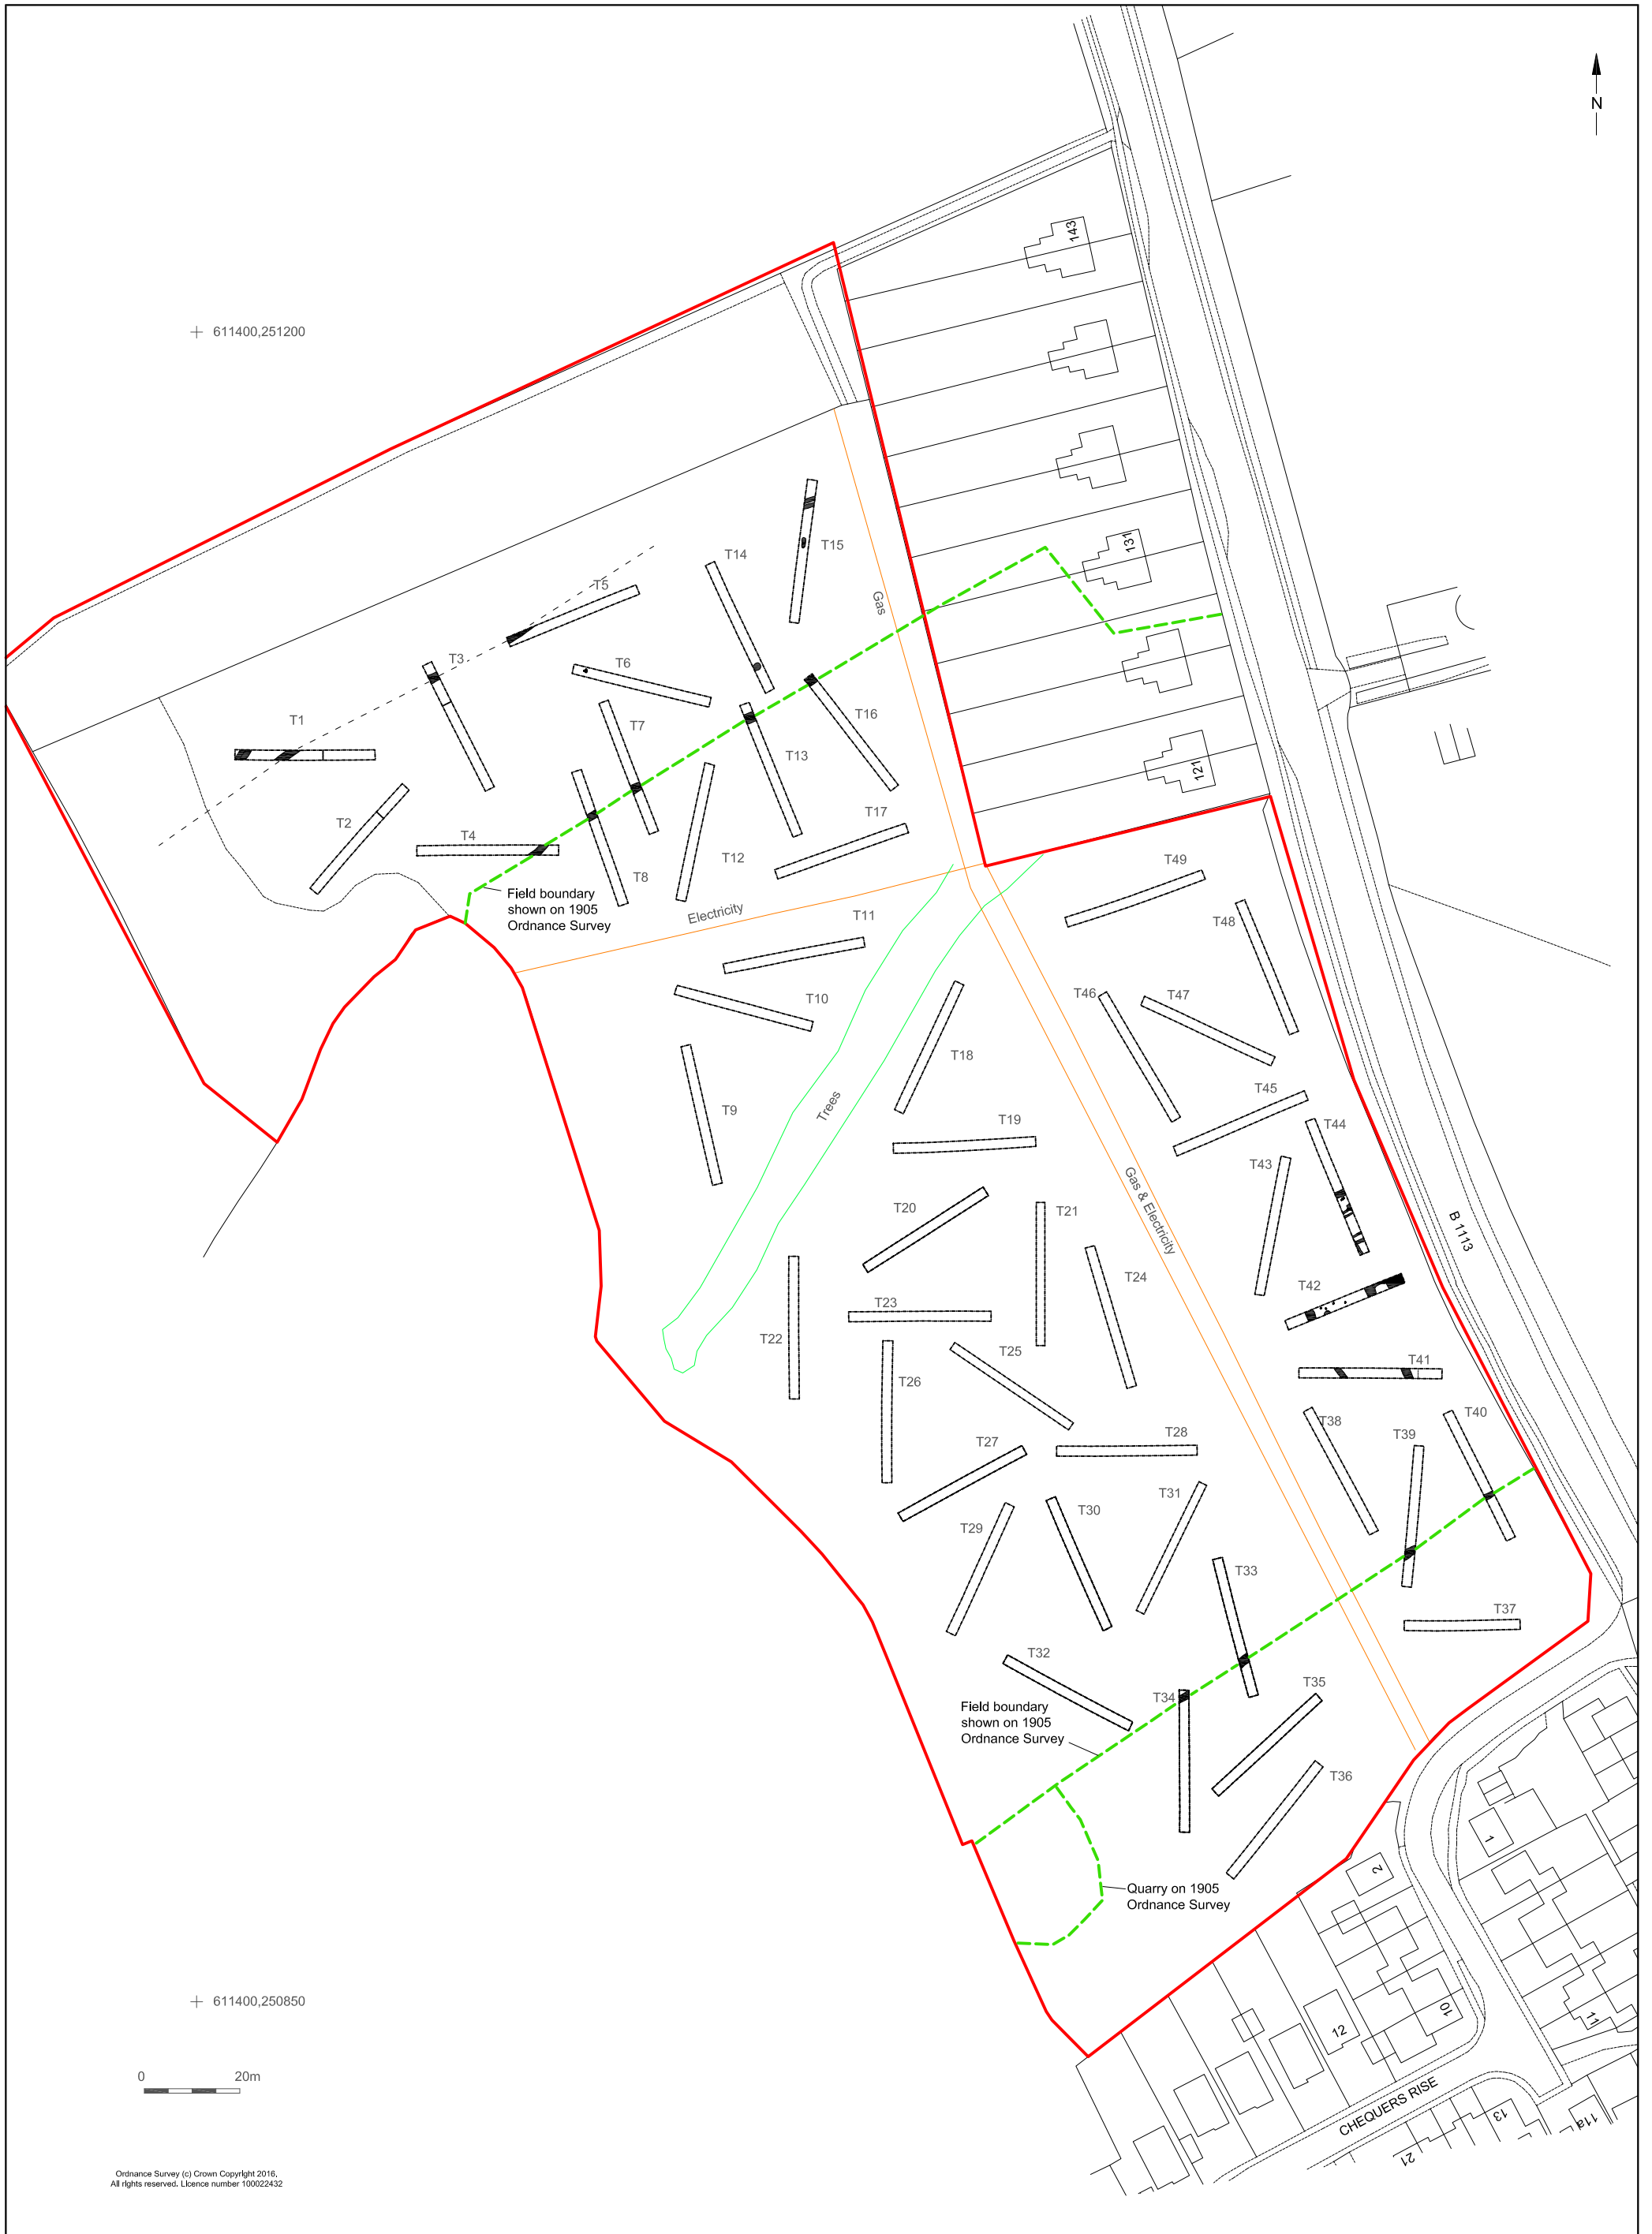 N
143
611400,251200
T15
T14
131
T5
Gas
T3
T6
T16
T1
T7
T13
121
T2
T4
T17
T12
T49
T8
Field boundary
shown on 1905
Ordnance Survey
Electricity
T11
T48
T46
T47
T10
T18
T45
Trees
T9
T19
T44
T43
Gas & Electricity
T20
T21
B 1113
T24
T42
T23
T22
T25
T41
T26
T38
T40
T28
T39
T27
T31
T30
T29
T33
T37
T32
T35
T34
Field boundary
shown on 1905
Ordnance Survey
T36
1
2
Quarry on 1905
Ordnance Survey
611400,250850
10
11
12
0 20m
CHEQUERS RISE
13
11a
21
Ordnance Survey (c) Crown Copyright 2016.
All rights reserved. Licence number 100022432